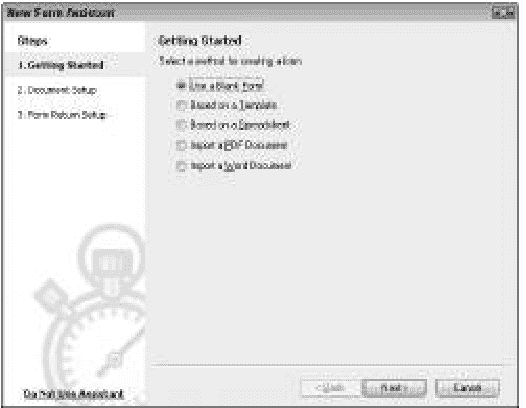 New Form Assistant
Steps
1. Getting Started
2. Document Setup
3. Form Return Setup
Do Not Use Assistant
Getting Started
Select a method for creating a form
Use a Blank Form
Based on a Template
Based on a Spreadsheet
Import a PDF Document
Import a Word Document
< Back
Next >
Cancel